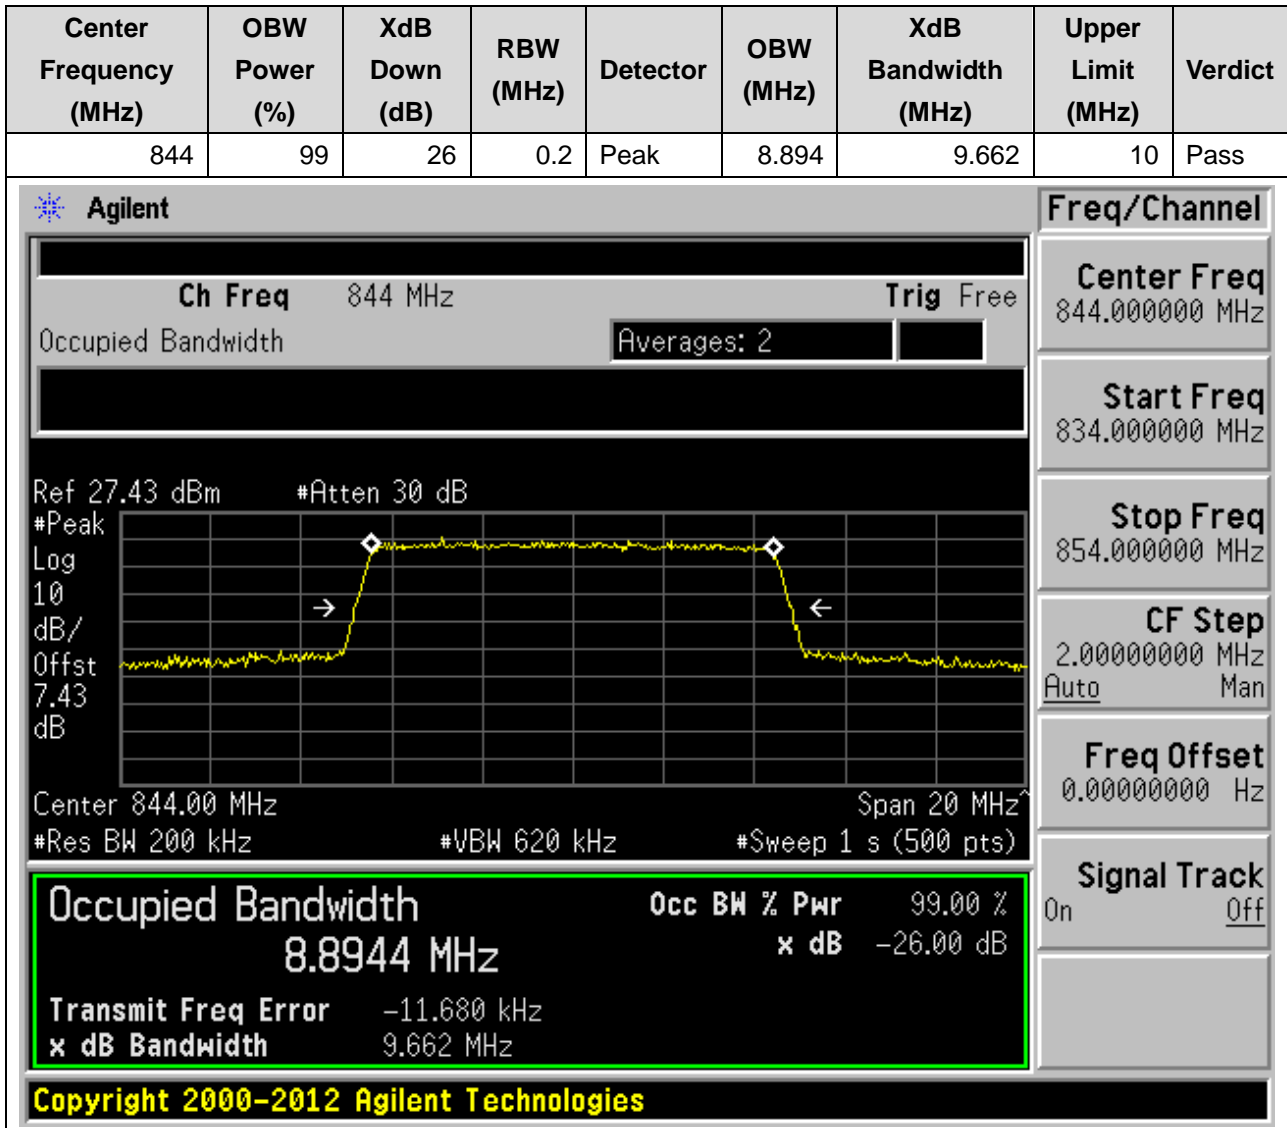 Center Frequency (MHz) OBW Power (%) XdB Down (dB) RBW (MHz) Detector OBW (MHz) XdB Bandwidth (MHz) Upper Limit (MHz) Verdict
844 99 26 0.2 Peak 8.894 9.662 10 Pass
Agilent
Freq/Channel
Ch Freq 844 MHz Trig Free
Occupied Bandwidth Averages: 2
Center Freq
844.000000 MHz
Start Freq
834.000000 MHz
Stop Freq
854.000000 MHz
CF Step
2.00000000 MHz
Auto Man
Freq Offset
0.00000000 Hz
Signal Track
On Off
Ref 27.43 dBm #Atten 30 dB
#Peak
Log
10
dB/
Offst
7.43
dB
Center 844.00 MHz Span 20 MHz^
#Res BW 200 kHz #VBW 620 kHz #Sweep 1 s (500 pts)
Occupied Bandwidth Occ BW % Pwr 99.00 %
8.8944 MHz x dB -26.00 dB
Transmit Freq Error -11.680 kHz
x dB Bandwidth 9.662 MHz
Copyright 2000-2012 Agilent Technologies